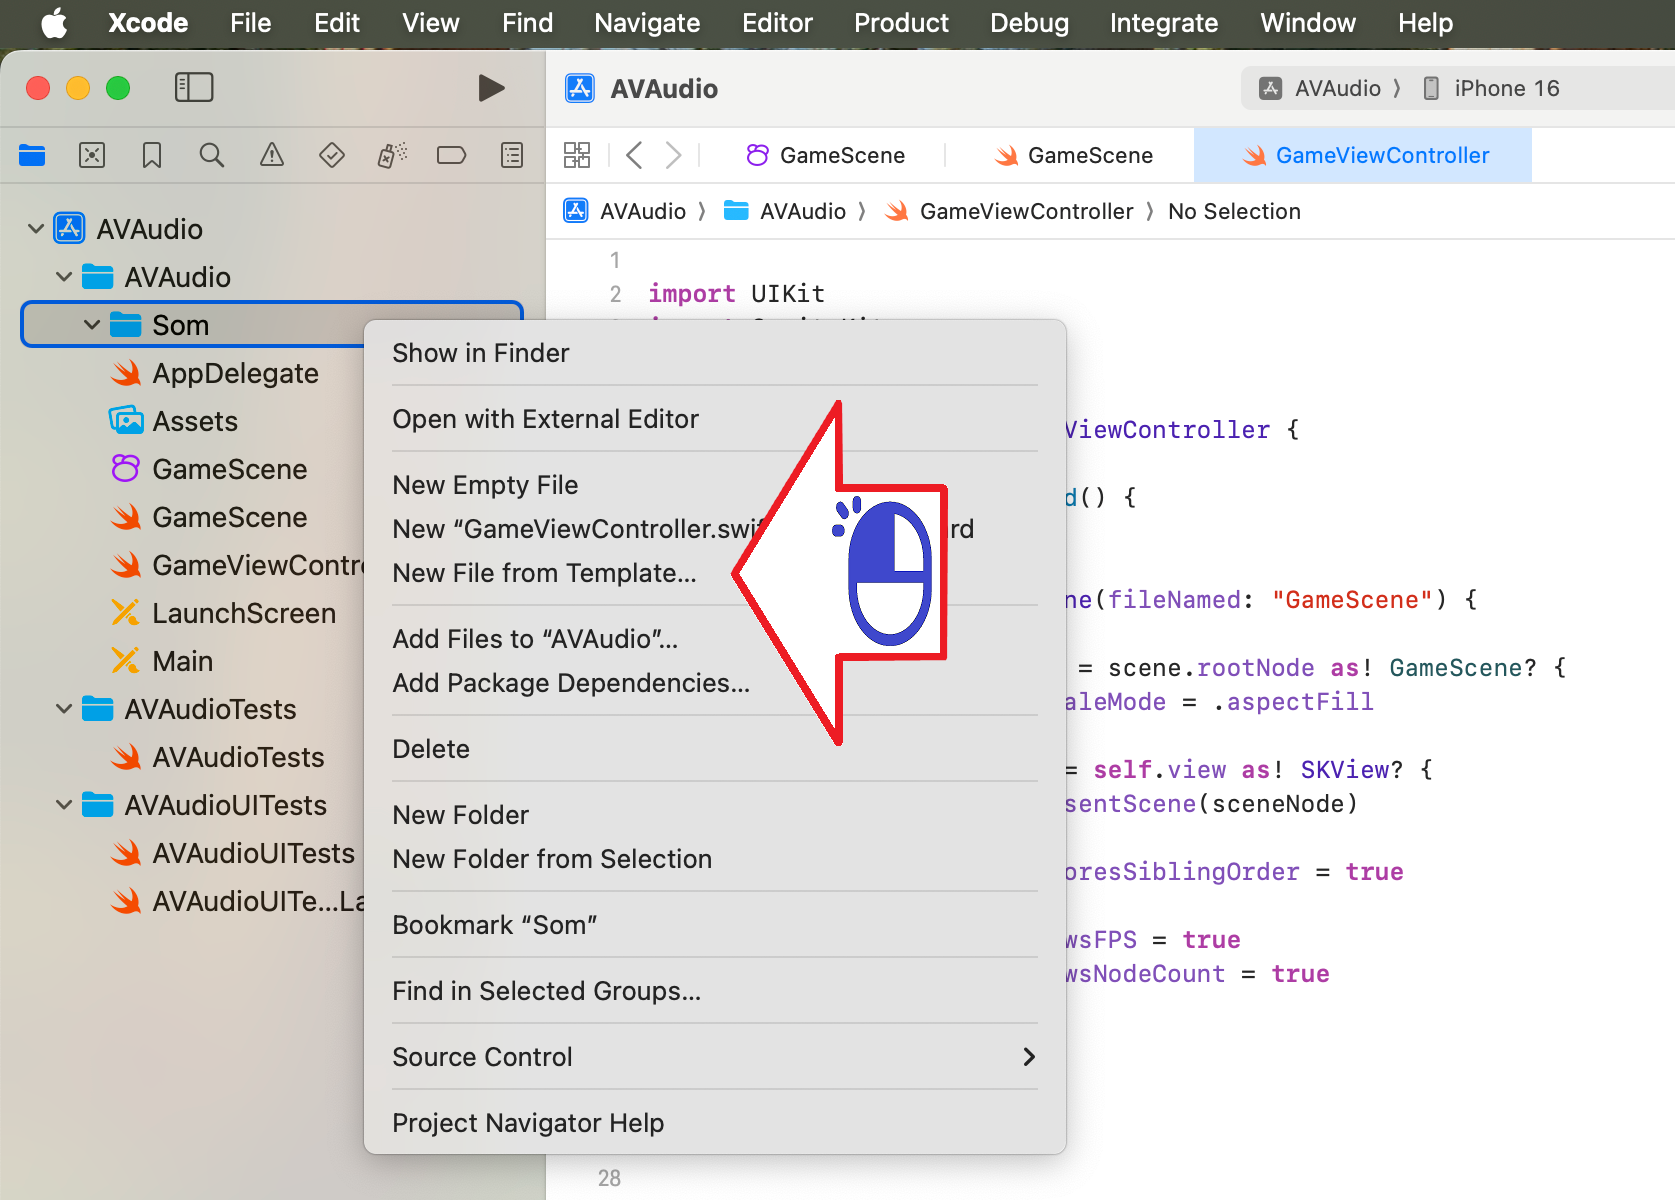 Xcode File Edit View Find Navigate Editor Product Debug Integrate Window Help
AVAudio
AVAudio 〉 iPhone 16
GameScene
GameScene
GameViewController
AVAudio 〉 AVAudio 〉 GameViewController 〉 No Selection
AVAudio
AVAudio
Som
AppDelegate
Assets
GameScene
GameScene
GameViewContro
LaunchScreen
Main
AVAudioTests
AVAudioTests
AVAudioUITests
AVAudioUITests
AVAudioUITe...La
Show in Finder
Open with External Editor
New Empty File
New “GameViewController.swif rd
New File from Template...
Add Files to “AVAudio”...
Add Package Dependencies...
Delete
New Folder
New Folder from Selection
Bookmark “Som”
Find in Selected Groups...
Source Control
Project Navigator Help
1
2 import UIKit
ViewController {
d() {
ne(fileNamed: "GameScene") {
= scene.rootNode as! GameScene? {
aleMode = .aspectFill
= self.view as! SKView? {
sentScene(sceneNode)
oresSiblingOrder = true
wsFPS = true
wsNodeCount = true
28